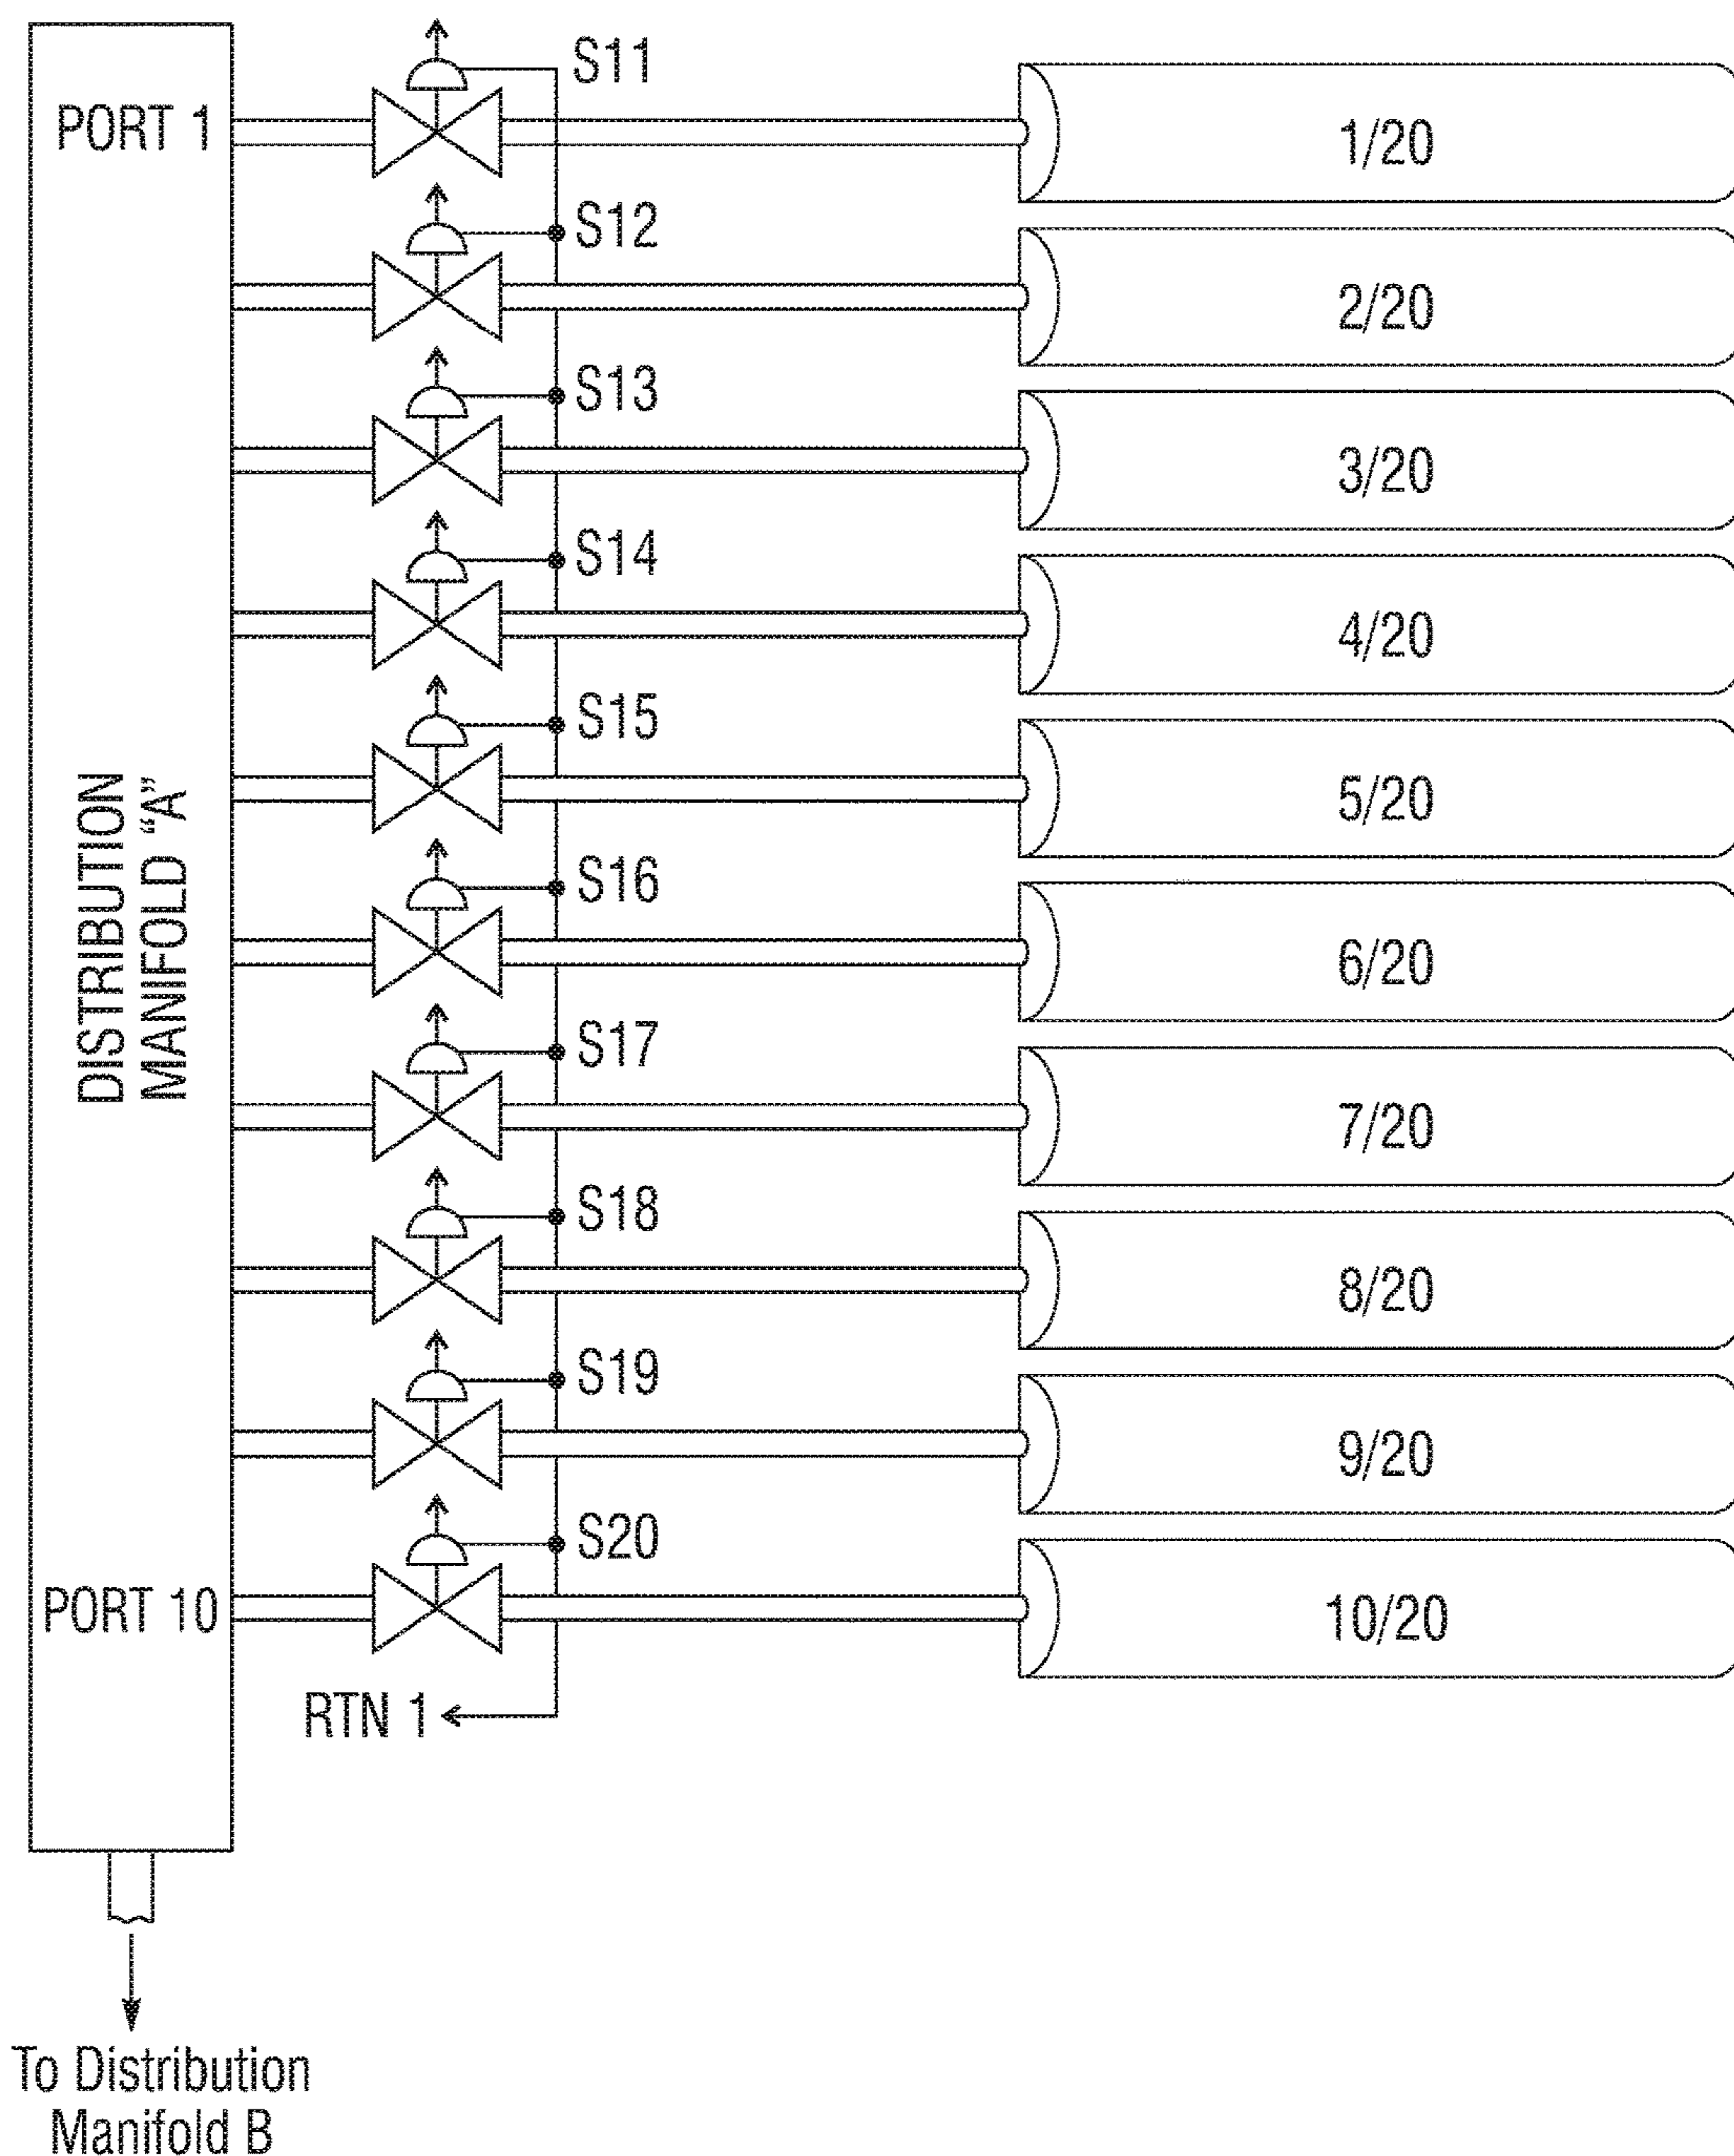 S11
PORT 1
1/20
S12
2/20
S13
3/20
S14
4/20
S15
5/20
DISTRIBUTION
MANIFOLD “A”
S16
6/20
S17
7/20
S18
8/20
S19
9/20
S20
PORT 10
10/20
RTN 1
To Distribution
Manifold B